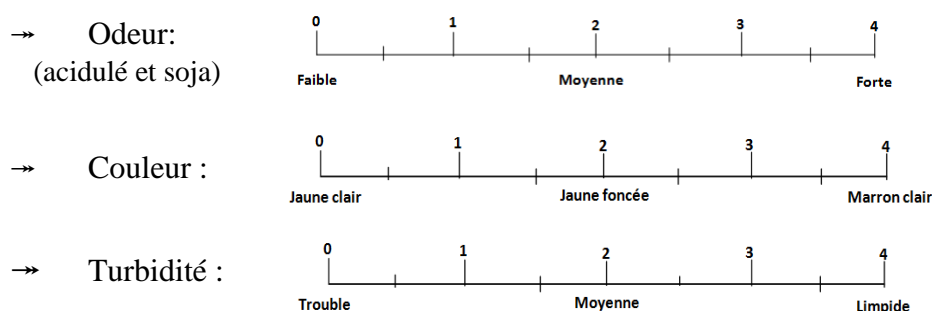 → Odeur: 0 1 2 3 4
(acidulé et soja) Faible Moyenne Forte
→ Couleur : 0 1 2 3 4
Jaune clair Jaune foncée Marron clair
→ Turbidité : 0 1 2 3 4
Trouble Moyenne Limpide